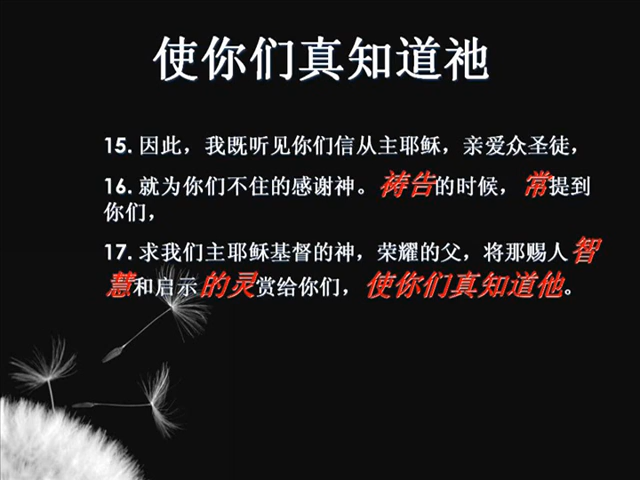 使你们真知道祂
15. 因此，我既听见你们信从主耶稣，亲爱众圣徒，
16. 就为你们不住的感谢神。祷告的时候，常提到
你们，
17. 求我们主耶稣基督的神，荣耀的父，将那赐人智
慧和启示的灵赏给你们，使你们真知道他。